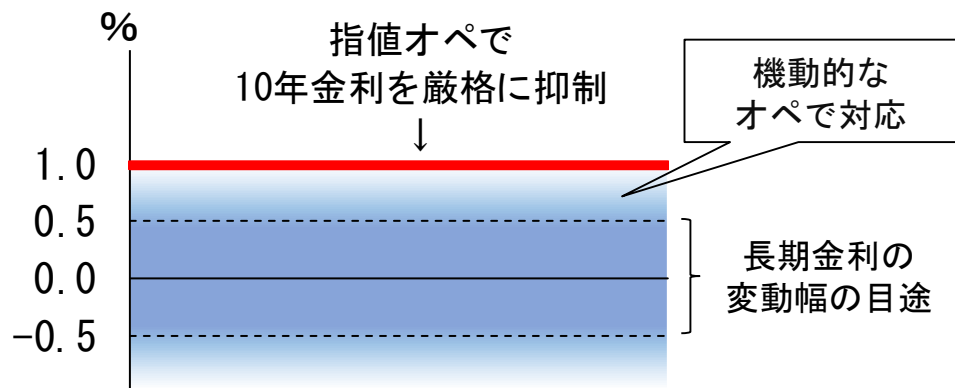 %
指値オペで
10年金利を厳格に抑制
↓
機動的な
オペで対応
1.0
0.5
0.0
-0.5
長期金利の
変動幅の目途